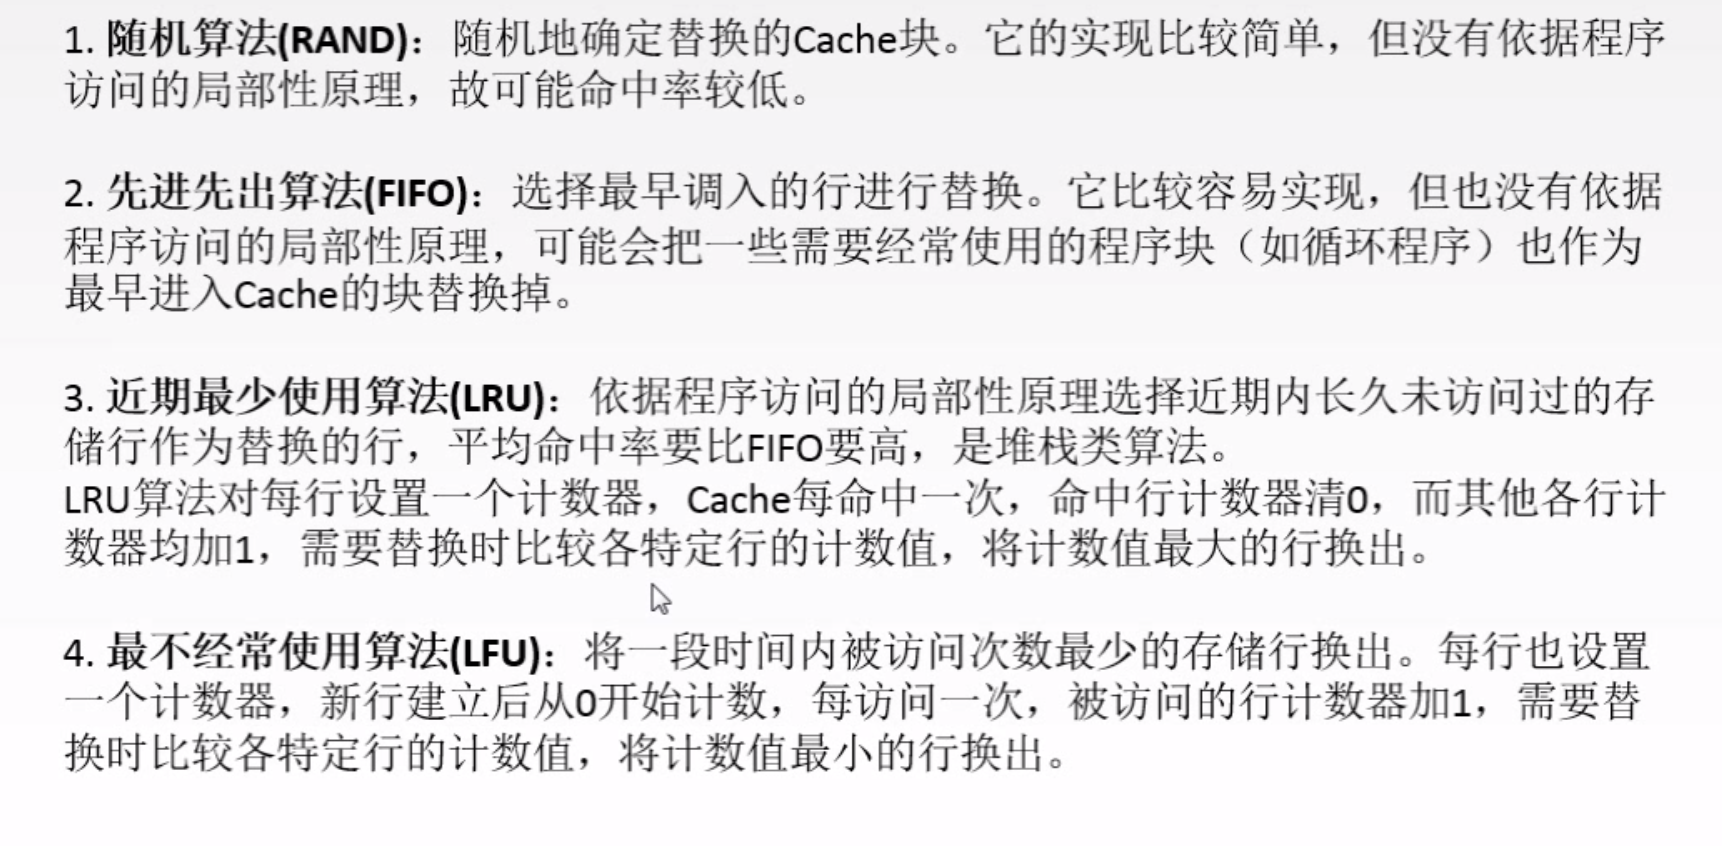 1. 随机算法(RAND)：随机地确定替换的Cache块。它的实现比较简单，但没有依据程序
访问的局部性原理，故可能命中率较低。
2. 先进先出算法(FIFO)：选择最早调入的行进行替换。它比较容易实现，但也没有依据
程序访问的局部性原理，可能会把一些需要经常使用的程序块（如循环程序）也作为
最早进入Cache的块替换掉。
3. 近期最少使用算法(LRU)：依据程序访问的局部性原理选择近期内长久未访问过的存
储行作为替换的行，平均命中率要比FIFO要高，是堆栈类算法。
LRU算法对每行设置一个计数器，Cache每命中一次，命中行计数器清0，而其他各行计
数器均加1，需要替换时比较各特定行的计数值，将计数值最大的行换出。
4. 最不经常使用算法(LFU)：将一段时间内被访问次数最少的存储行换出。每行也设置
一个计数器，新行建立后从0开始计数，每访问一次，被访问的行计数器加1，需要替
换时比较各特定行的计数值，将计数值最小的行换出。